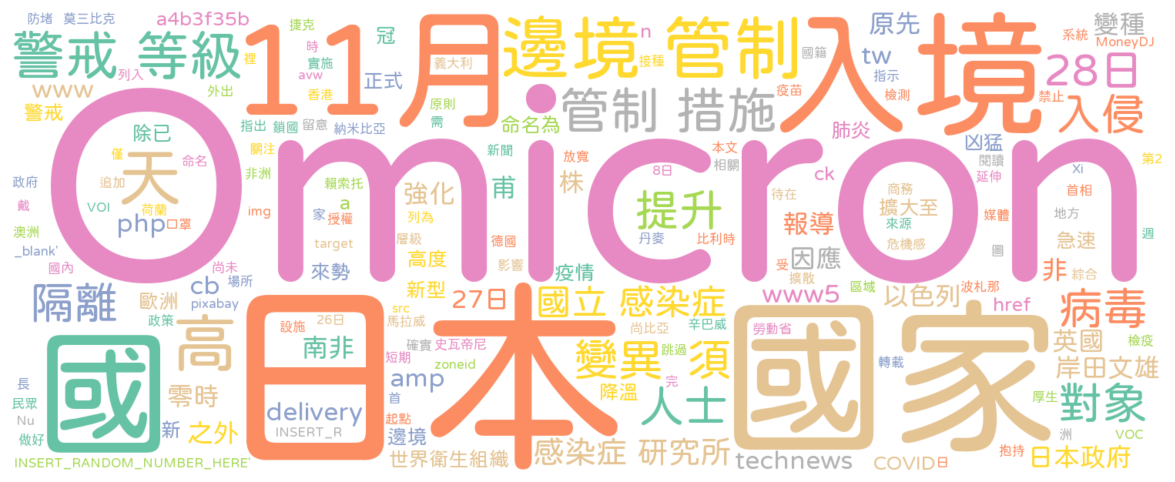 防堵 莫三比克 a4b3f35b 捷克 冠 11月 邊境 管制 n 入境 原先 變種
警戒 等級 時 裡 實施 義大利 接種 國籍 tw 系統 MoneyDJ
www 列入 外出 avw 正式 香港 原則 疫苗 指示 檢測 禁止 28日
警戒 指出 鎖國 留意 納米比亞 需 命名為 管制 措施 肺炎 入侵
Omicron
除已 關注 新聞 放寬 本文 凶猛 第2
僅 天 命名 非洲 賴索托 強化 甫 株 相關 8日 ck 閱讀 延伸 Xi
政府 追加 a 待在 商務 首相
戴 VOI 荷蘭 img 家 授權 列為 提升 報導 擴大至 媒體 地方
澳洲 php 口罩 target 層級 德國 丹麥 比利時 來源 圖 急速 週
_blank' 來勢 高度 影響 疫情 因應 危機感 非 綜合
國內 尚未 場所 cb 新型 受 擴散 區域 波札那
隔離 歐洲 pixabay src 27日 國立 感染症 www5 以色列 href 病毒
政策 設施 26日 馬拉威 尚比亞 辛巴威 勞動省
國 高 南非 短期 確實 史瓦帝尼 變異 須 跳過 國家 英國 檢疫
日本 zoneid 轉載 岸田文雄
長 零時 amp 首 降溫 完 厚生
民眾 delivery 起點 人士 對象
Nu 新 之外 INSERT_R 邊境 洲 VOC
做好 感染症 研究所 抱持
INSERT_RANDOM_NUMBER_HERE' 世界衛生組織 technews COVID 日 日本政府